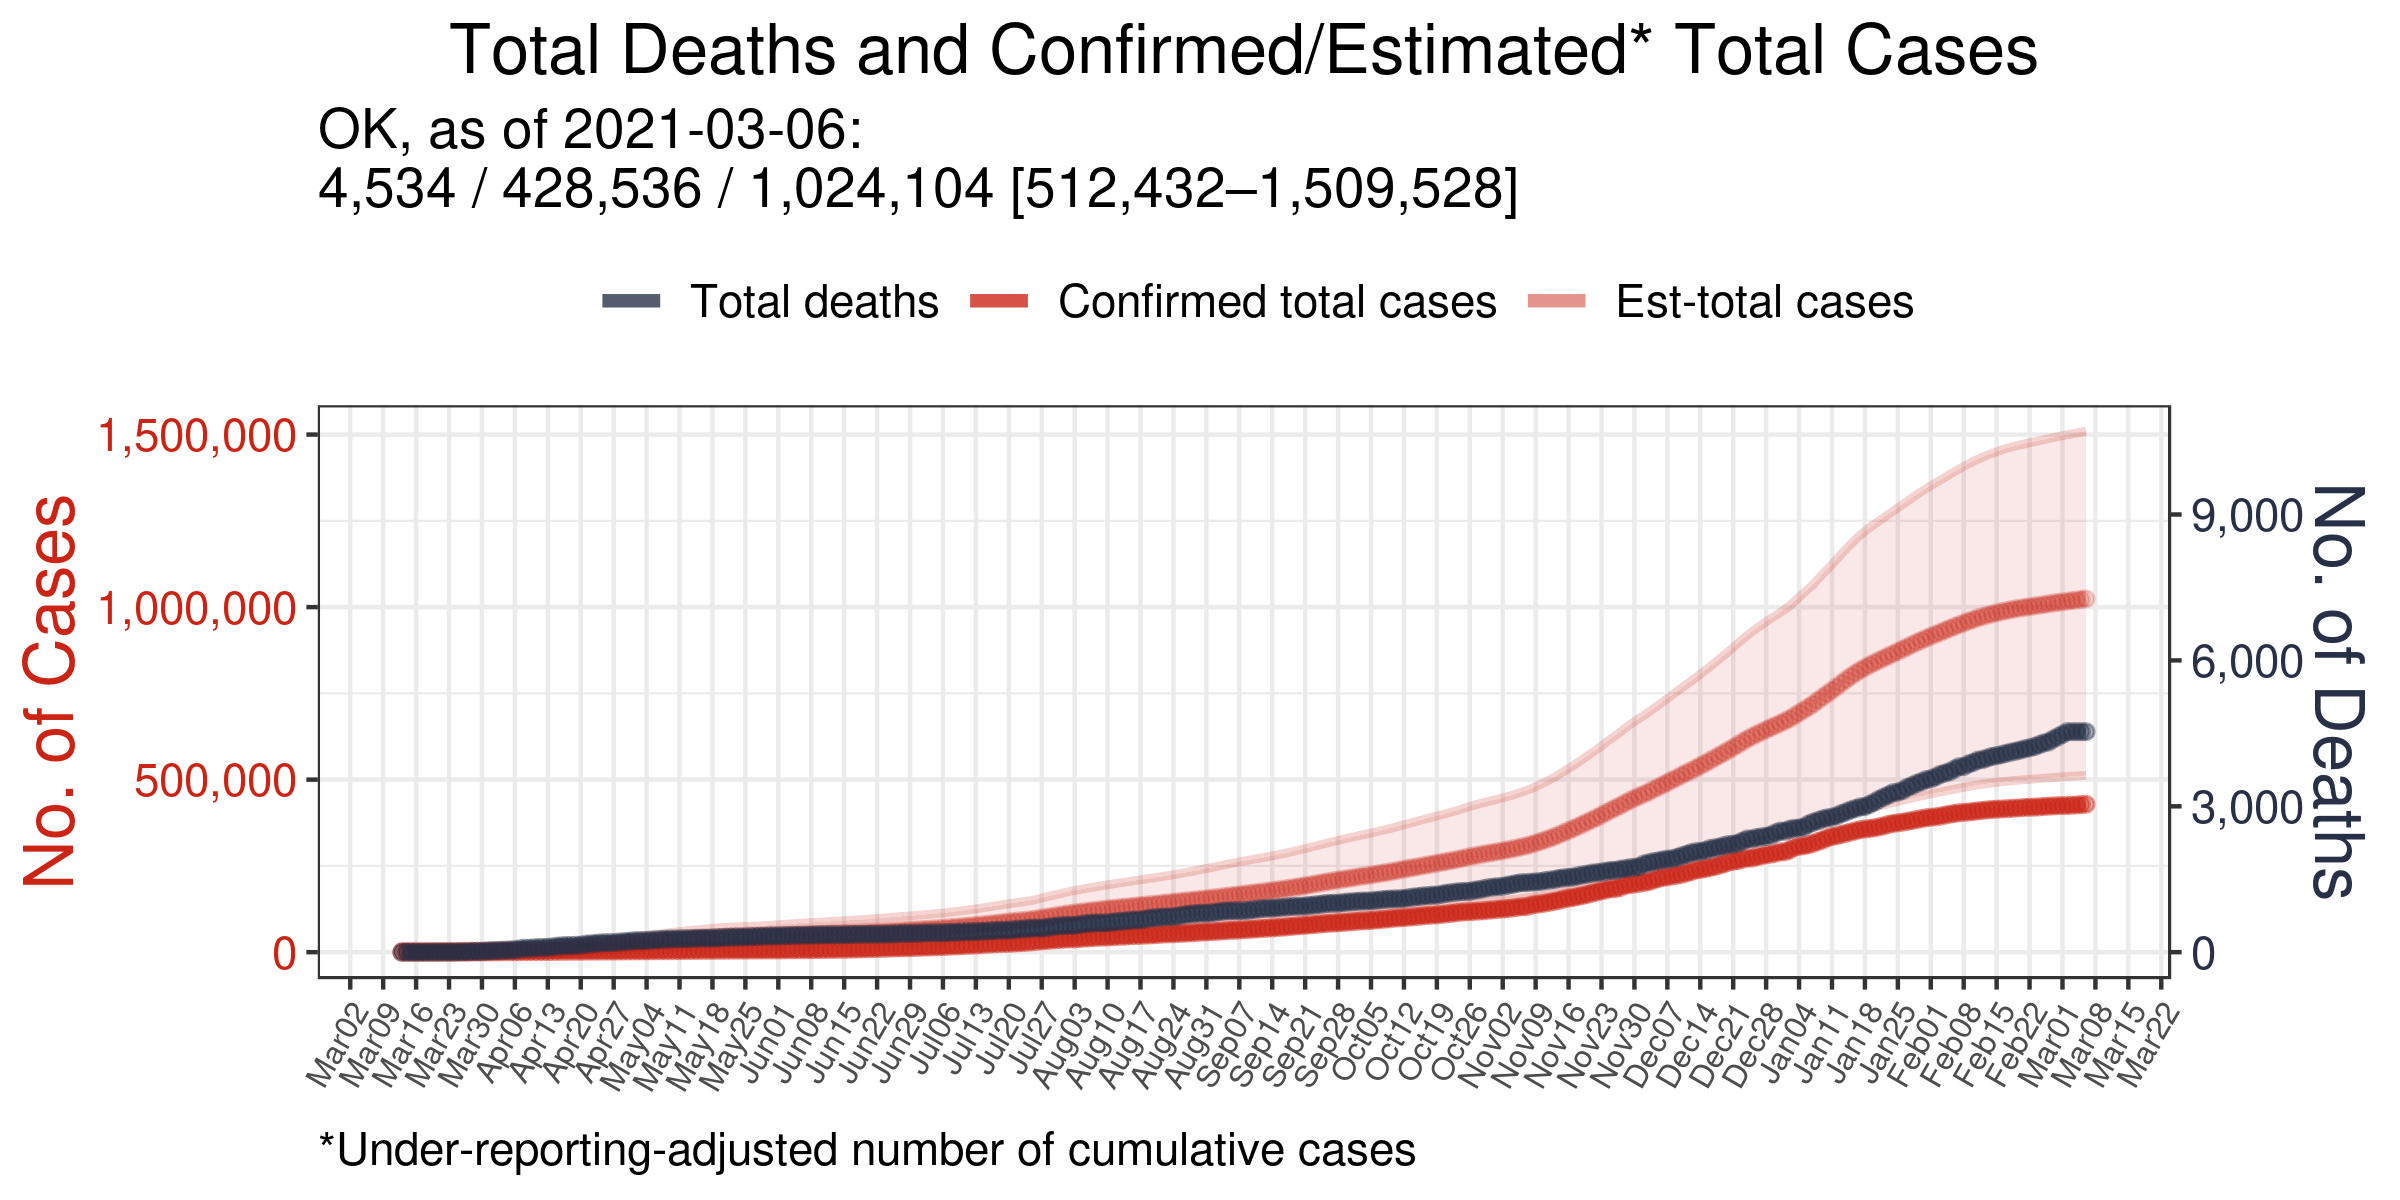 Total Deaths and Confirmed/Estimated* Total Cases
OK, as of 2021-03-06:
4,534 / 428,536 / 1,024,104 [512,432–1,509,528]
Total deaths
Confirmed total cases
Est-total cases
No. of Cases
1,500,000
1,000,000
500,000
0
9,000
6,000
3,000
0
No. of Deaths
Mar02
Mar09
Mar16
Mar23
Mar30
Apr06
Apr13
Apr20
Apr27
May04
May11
May18
May25
Jun01
Jun08
Jun15
Jun22
Jun29
Jul06
Jul13
Jul20
Jul27
Aug03
Aug10
Aug17
Aug24
Aug31
Sep07
Sep14
Sep21
Sep28
Oct05
Oct12
Oct19
Oct26
Nov02
Nov09
Nov16
Nov23
Nov30
Dec07
Dec14
Dec21
Dec28
Jan04
Jan11
Jan18
Jan25
Feb01
Feb08
Feb15
Feb22
Mar01
Mar08
Mar15
Mar22
*Under-reporting-adjusted number of cumulative cases